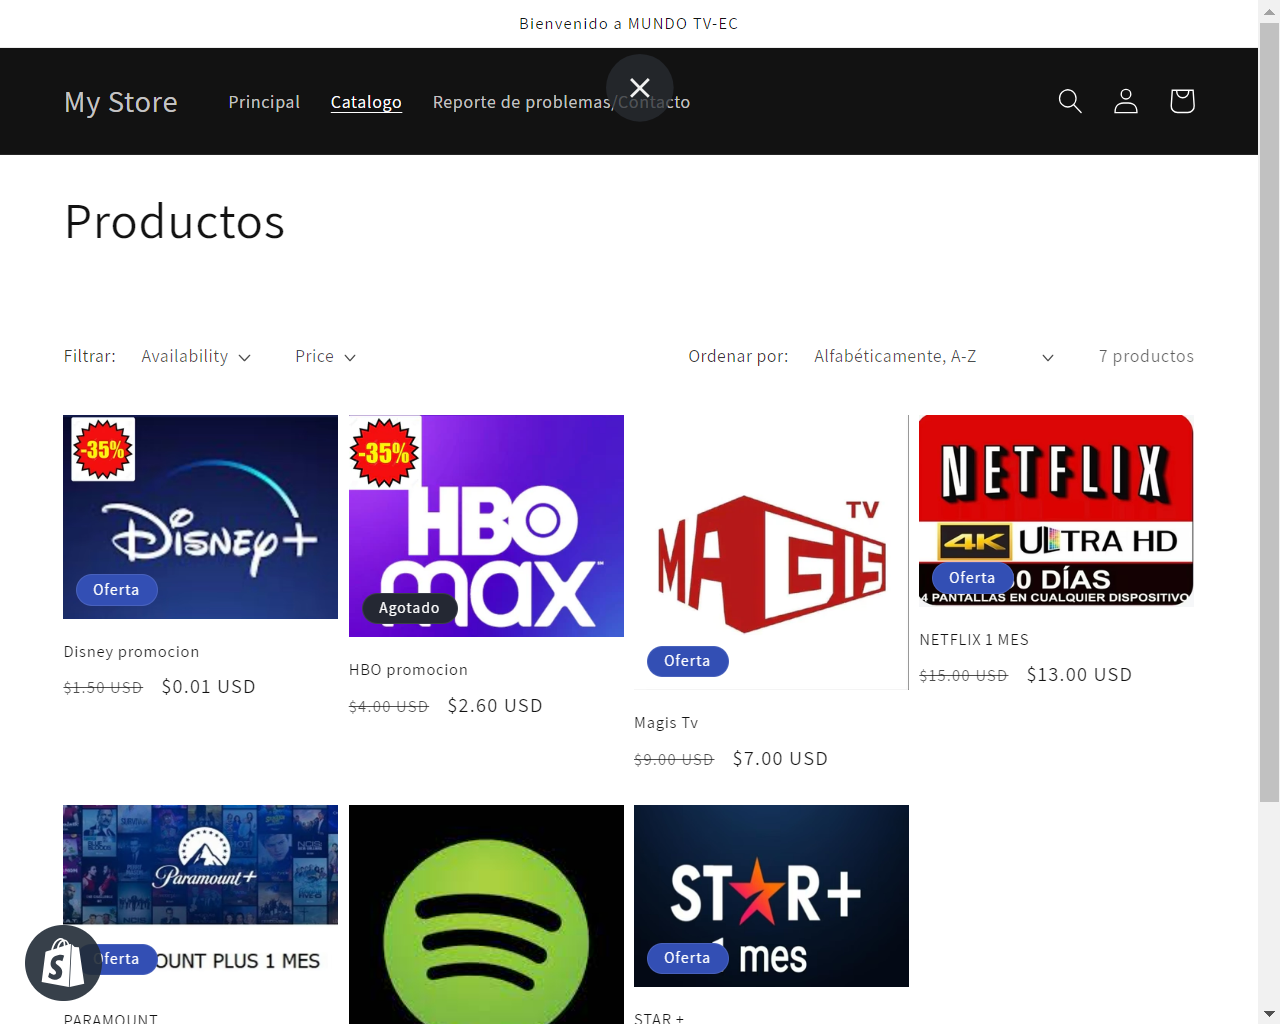 Bienvenido a MUNDO TV-EC
My Store
Principal
Catalogo
Reporte de problemas/Contacto
Productos
Filtrar:
Availability
Price
Ordenar por:
Alfabéticamente, A-Z
7 productos
-35%
Disney+
Oferta
-35%
HBO
max
Agotado
MAGIS TV
Oferta
NETFLIX
4K ULTRA HD
0 DÍAS
4 PANTALLAS EN CUALQUIER DISPOSITIVO
Oferta
Disney promocion
$1.50 USD $0.01 USD
HBO promocion
$4.00 USD $2.60 USD
Magis Tv
$9.00 USD $7.00 USD
NETFLIX 1 MES
$15.00 USD $13.00 USD
Paramount+
OUNT PLUS 1 MES
Oferta
STAR+
mes
Oferta
PARAMOUNT
STAR +